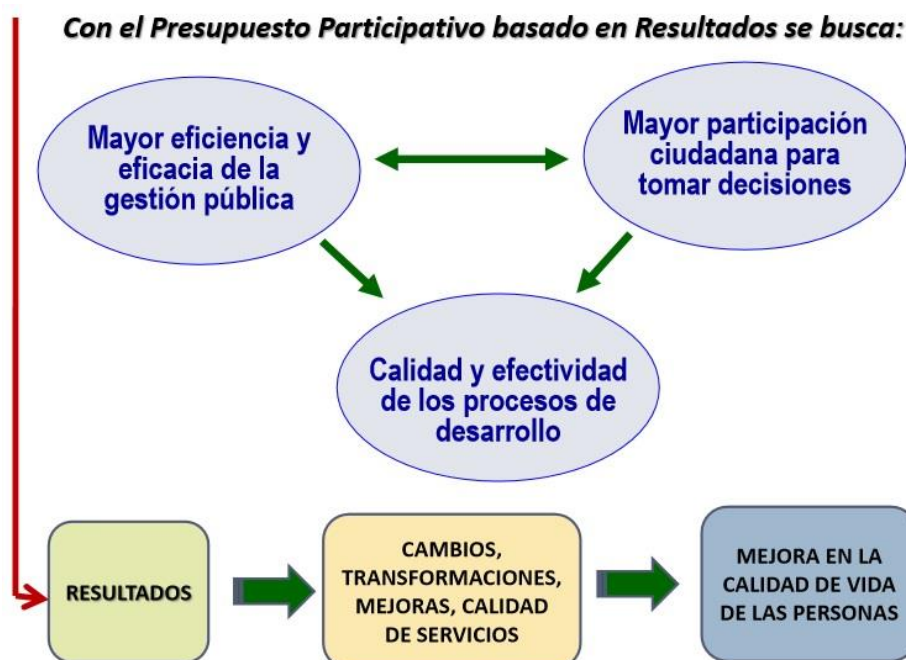 Con el Presupuesto Participativo basado en Resultados se busca:
Mayor eficiencia y
eficacia de la
gestión pública
Mayor participación
ciudadana para
tomar decisiones
Calidad y efectividad
de los procesos de
desarrollo
RESULTADOS
CAMBIOS,
TRANSFORMACIONES,
MEJORAS, CALIDAD
DE SERVICIOS
MEJORA EN LA
CALIDAD DE VIDA
DE LAS PERSONAS